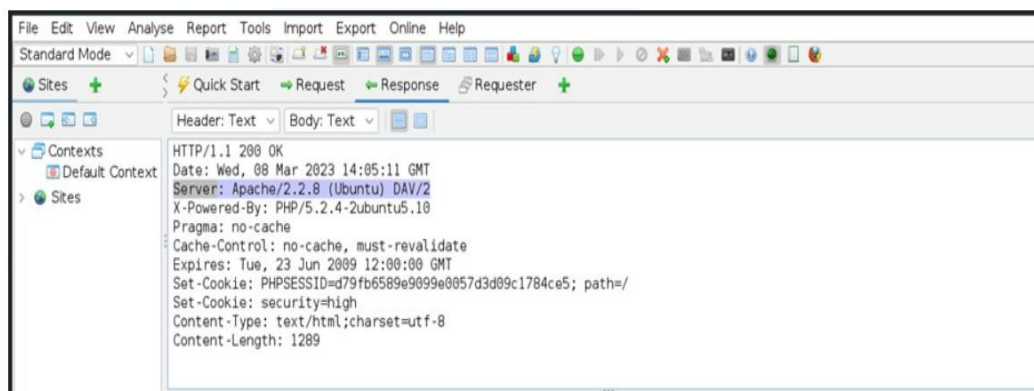 File Edit View Analyse Report Tools Import Export Online Help
Standard Mode
Sites Quick Start Request Response Requester
Header: Text Body: Text
Contexts
Default Context
Sites
HTTP/1.1 200 OK
Date: Wed, 08 Mar 2023 14:05:11 GMT
Server: Apache/2.2.8 (Ubuntu) DAV/2
X-Powered-By: PHP/5.2.4-2ubuntu5.10
Pragma: no-cache
Cache-Control: no-cache, must-revalidate
Expires: Tue, 23 Jun 2009 12:00:00 GMT
Set-Cookie: PHPSESSID=d79fb6589e9099e0057d3d09c1784ce5; path=/
Set-Cookie: security=high
Content-Type: text/html;charset=utf-8
Content-Length: 1289